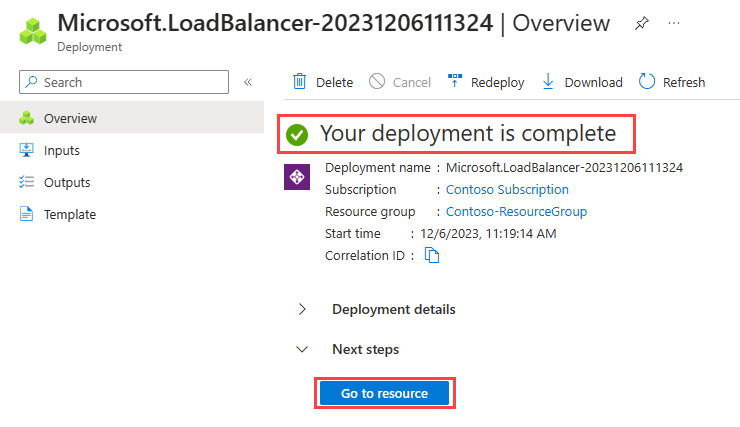 Microsoft.LoadBalancer-20231206111324 | Overview
Deployment
Search
Overview
Inputs
Outputs
Template
Delete Cancel Redeploy Download Refresh
Your deployment is complete
Deployment name : Microsoft.LoadBalancer-20231206111324
Subscription : Contoso Subscription
Resource group : Contoso-ResourceGroup
Start time : 12/6/2023, 11:19:14 AM
Correlation ID :
Deployment details
Next steps
Go to resource